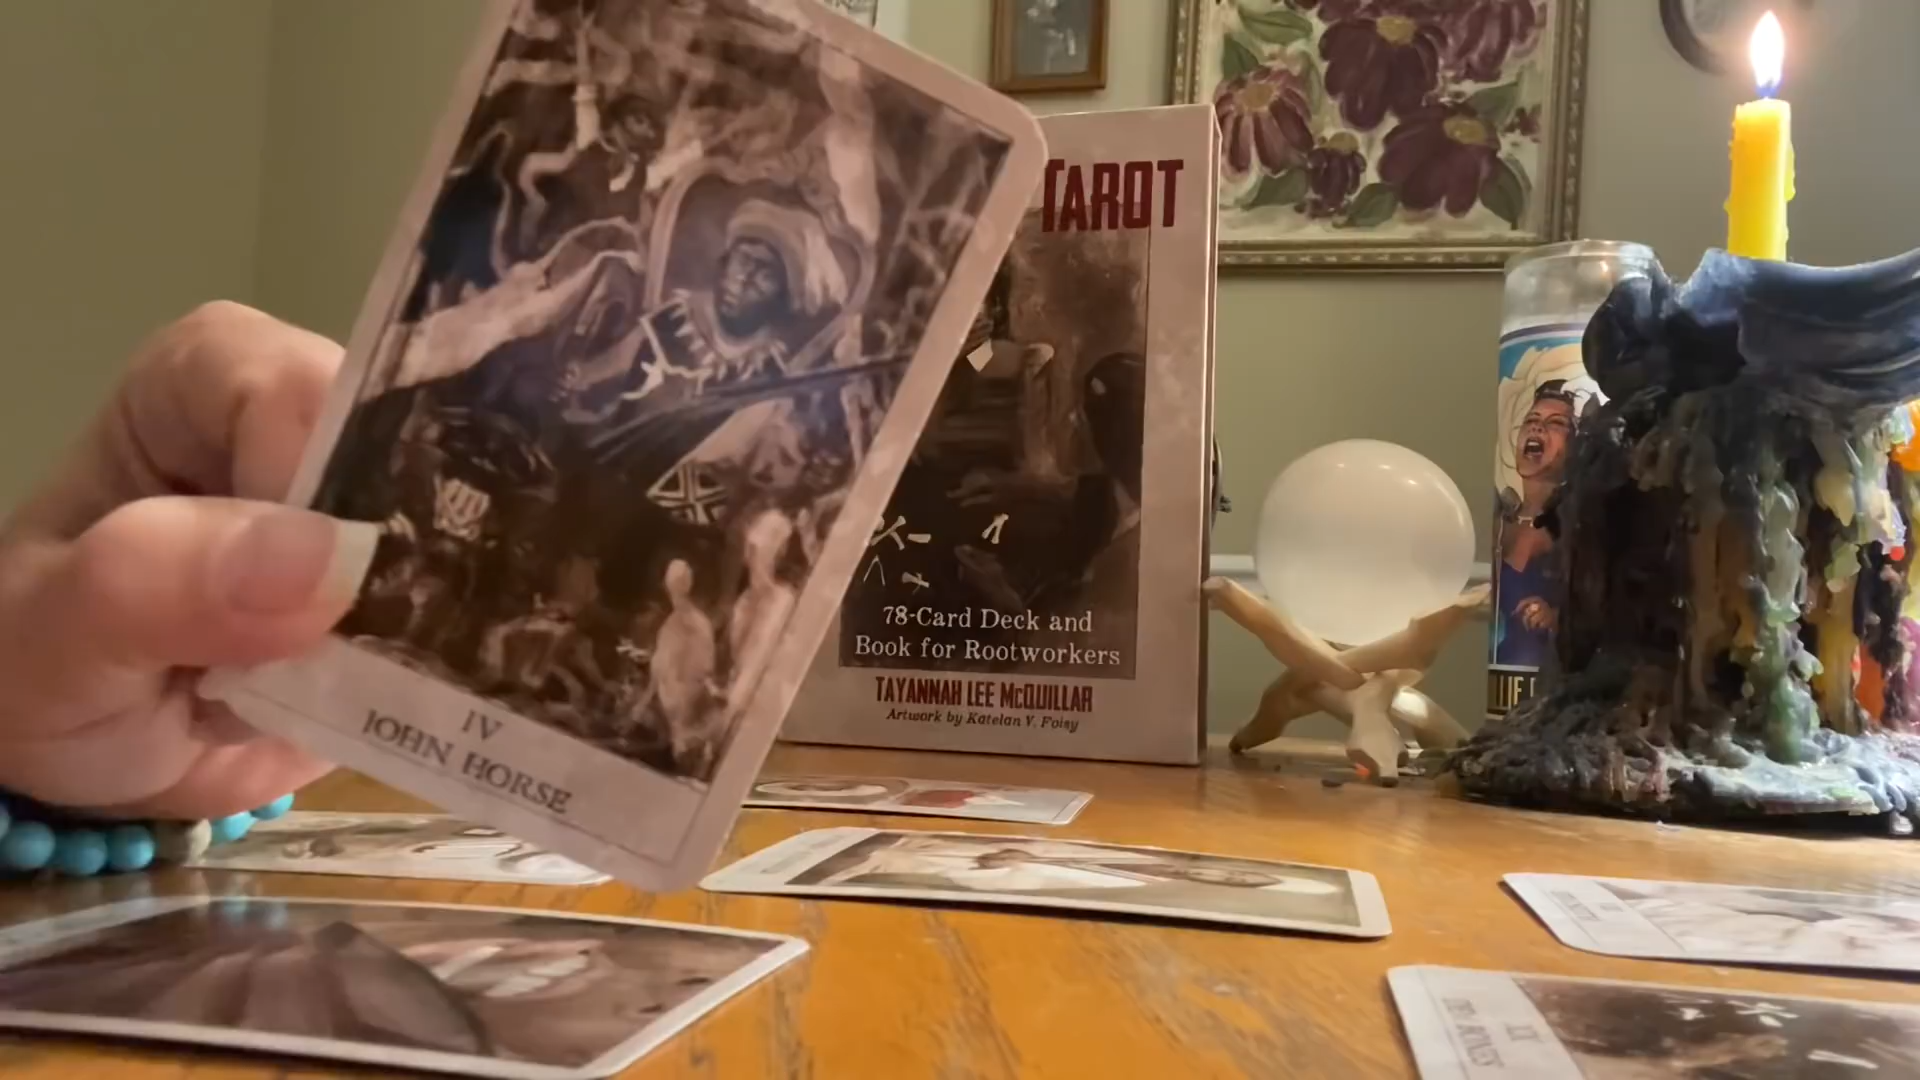 IV
JOHN HORSE
TAROT
78-Card Deck and
Book for Rootworkers
TAYANNAH LEE McQUILLAR
Artwork by Katelan V. Foisy